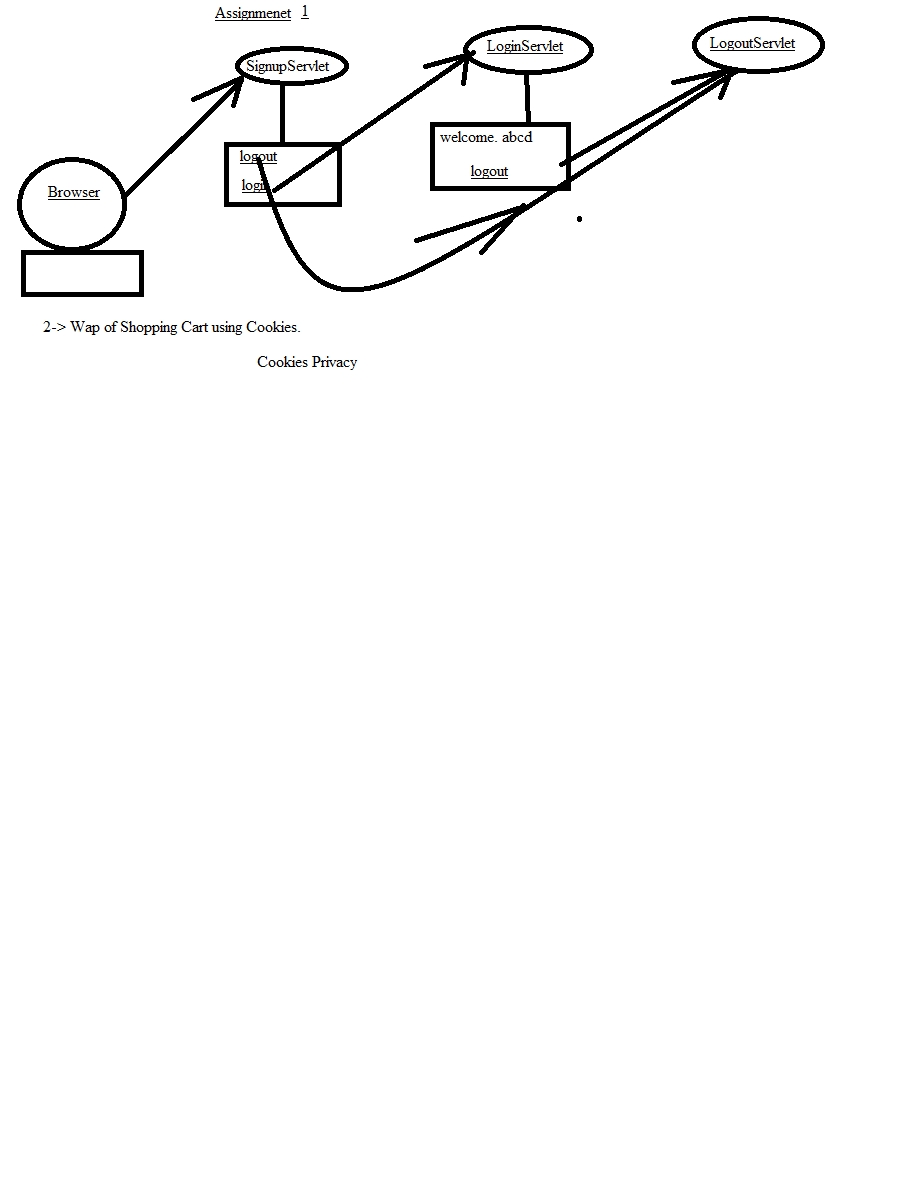 Assignmenet 1
SignupServlet
LoginServlet
LogoutServlet
Browser
logout
login
welcome. abcd
logout
2-> Wap of Shopping Cart using Cookies.
Cookies Privacy